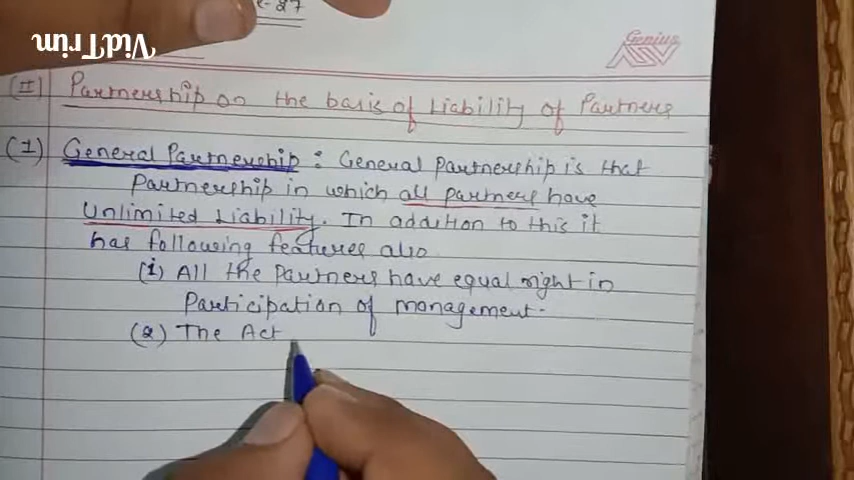 VidTrim
Genius
(II) Partnership on the basis of Liability of Partners
(1) General Partnership : General partnership is that
Partnership in which all partners have
Unlimited Liability. In addition to this it
has following features also
(i) All the Partners have equal right in
Participation of management.
(2) The Act